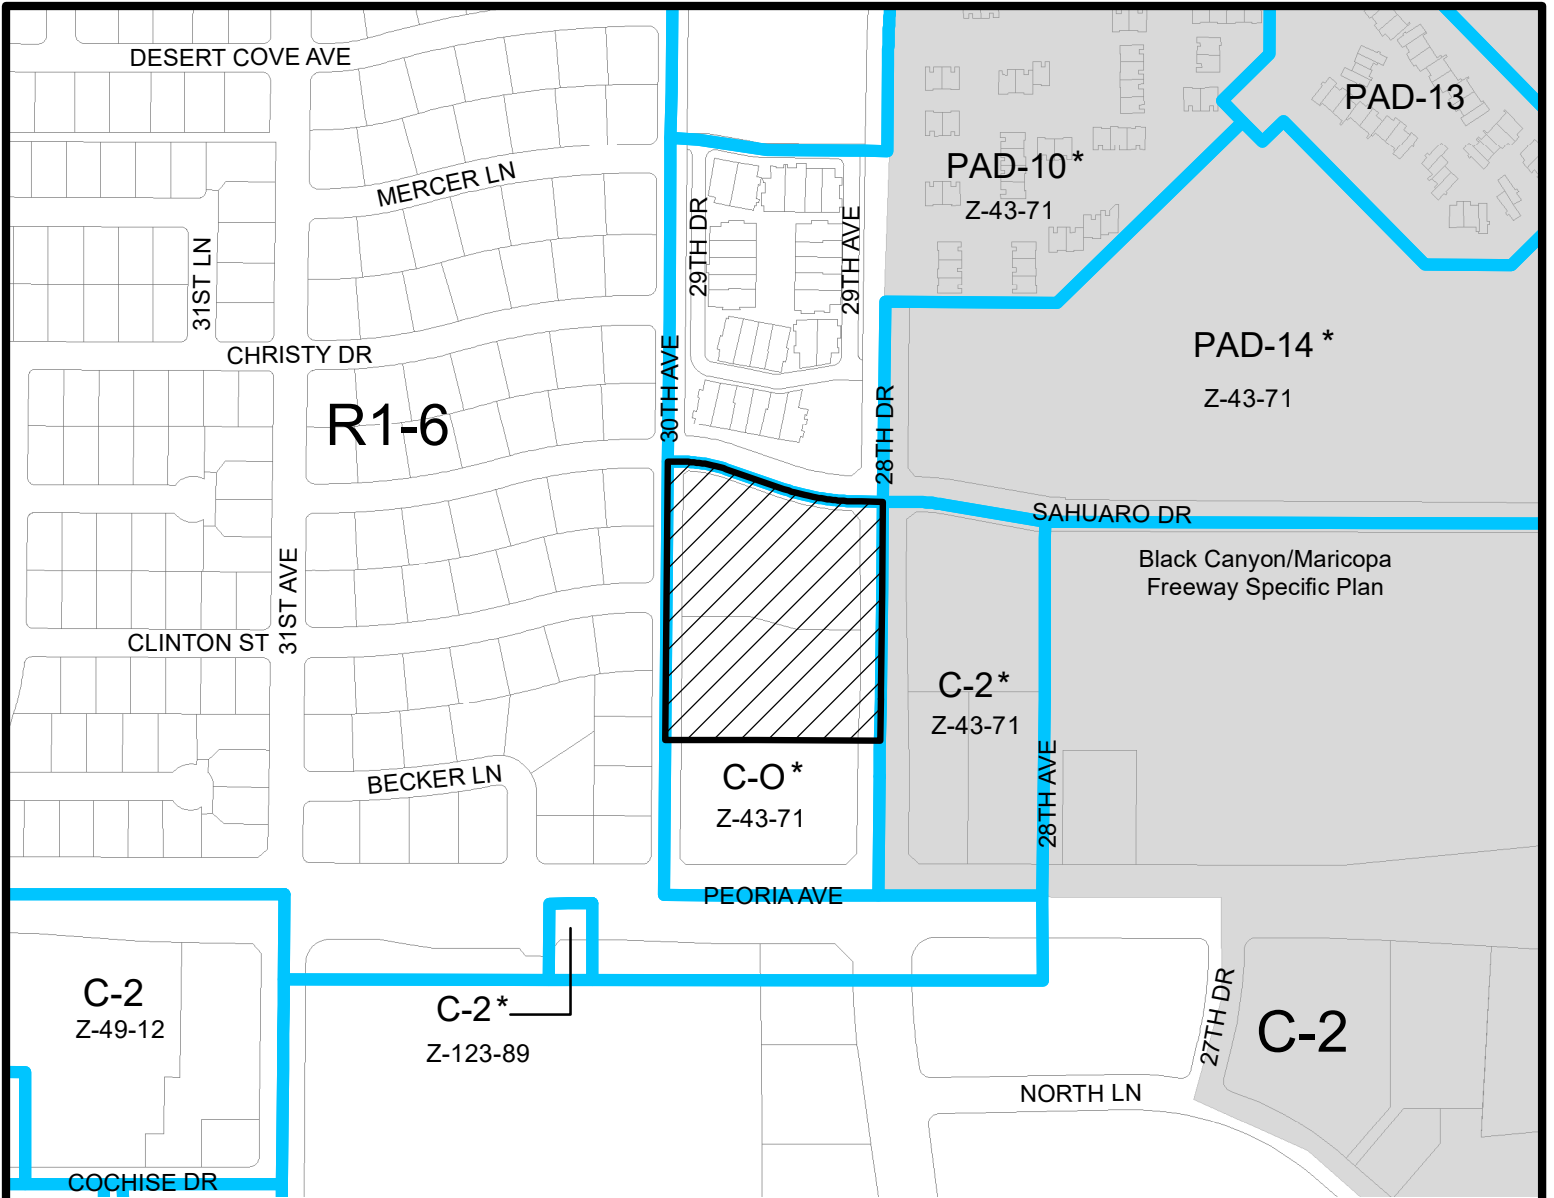 DESERT COVE AVE
PAD-13
PAD-10*
Z-43-71
MERCER LN
29TH DR
29TH AVE
31ST LN
CHRISTY DR
30TH AVE
PAD-14*
Z-43-71
28TH DR
R1-6
SAHUARO DR
Black Canyon/Maricopa
Freeway Specific Plan
31ST AVE
CLINTON ST
C-2*
Z-43-71
BECKER LN
C-O*
Z-43-71
28TH AVE
PEORIA AVE
C-2
Z-49-12
C-2*
Z-123-89
27TH DR
C-2
NORTH LN
COCHISE DR